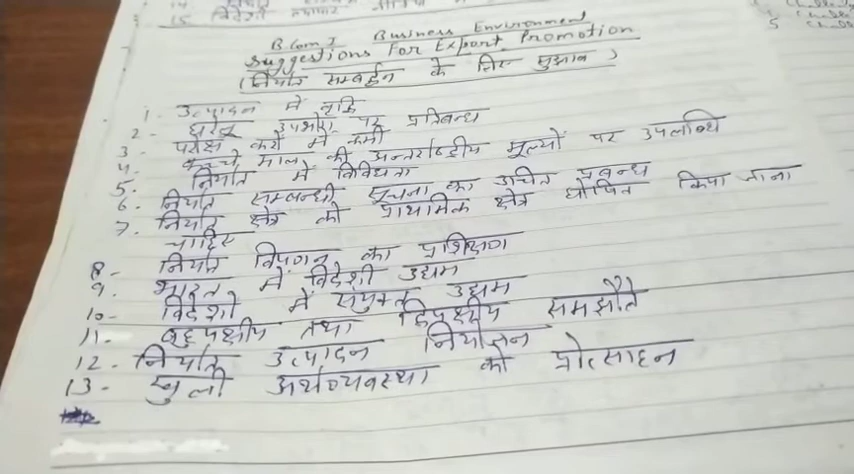 15 विदेशी व्यापार
B.Com I Business Environment
Suggestions For Export Promotion
(निर्यात सम्बर्द्धन के लिए सुझाव)
1. उत्पादन में वृद्धि
2- घरेलू उपभोग पर प्रतिबन्ध
3- परोक्ष करों में कमी
4. कच्चे माल की अन्तर्राष्ट्रीय मूल्यों पर उपलब्धि
5. निर्यात में विविधता
6. निर्यात सम्बन्धी सूचना का उचित प्रबन्ध
7. निर्यात क्षेत्र को प्राथमिक क्षेत्र घोषित किया जाना
चाहिए
8- निर्यात विपणन का प्रशिक्षण
9. भारत में विदेशी उद्यम
10- विदेशों में संयुक्त उद्यम
11. बहुपक्षीय तथा द्विपक्षीय समझौते
12- निर्यात उत्पादन नियोजन
13. खुली अर्थव्यवस्था को प्रोत्साहन